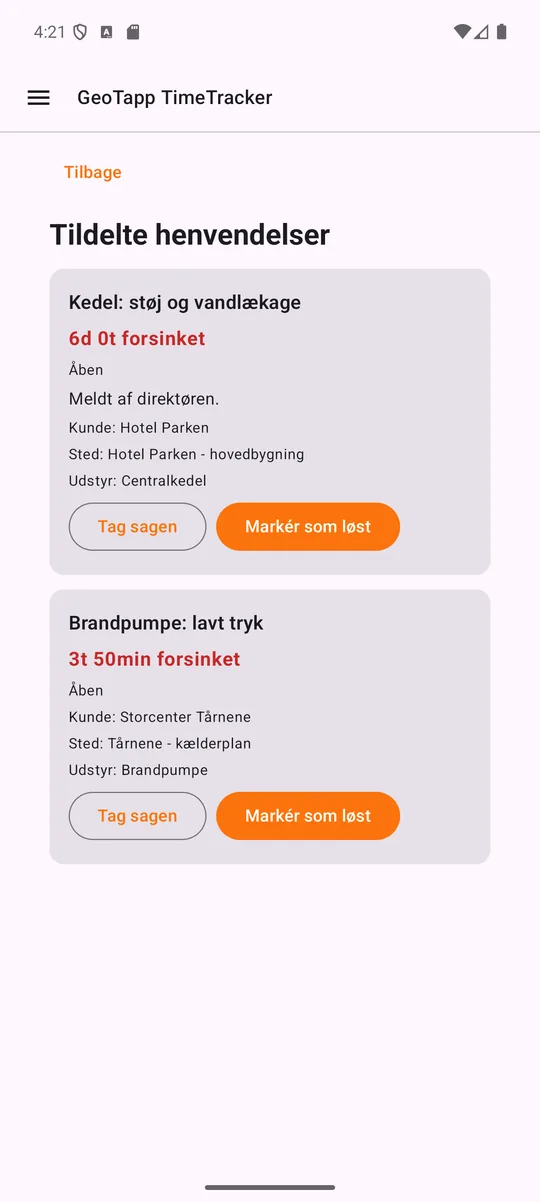 4:21
GeoTapp TimeTracker
Tilbage
Tildelte henvendelser
Kedel: støj og vandlækage
6d 0t forsinket
Åben
Meldt af direktøren.
Kunde: Hotel Parken
Sted: Hotel Parken - hovedbygning
Udstyr: Centralkedel
Tag sagen
Markér som løst
Brandpumpe: lavt tryk
3t 50min forsinket
Åben
Kunde: Storcenter Tårnene
Sted: Tårnene - kælderplan
Udstyr: Brandpumpe
Tag sagen
Markér som løst